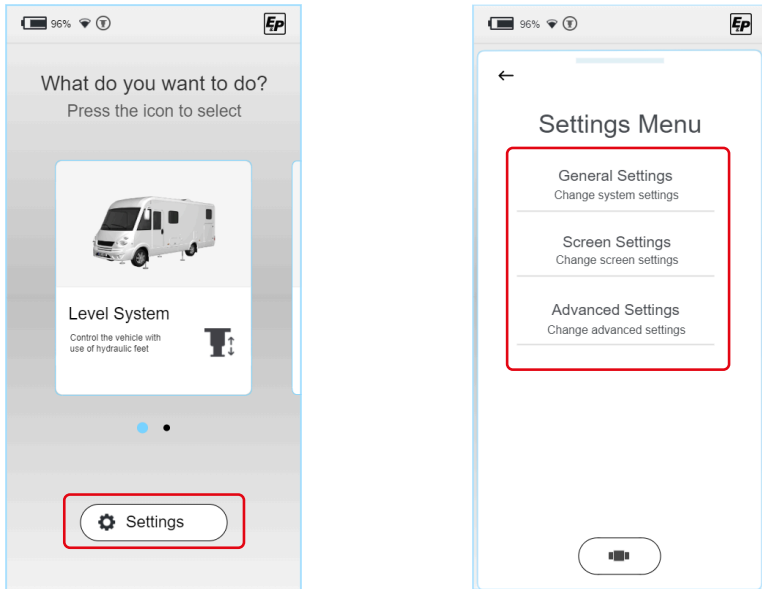 96%
EP
What do you want to do?
Press the icon to select
Level System
Control the vehicle with
use of hydraulic feet
Settings
96%
EP
Settings Menu
General Settings
Change system settings
Screen Settings
Change screen settings
Advanced Settings
Change advanced settings